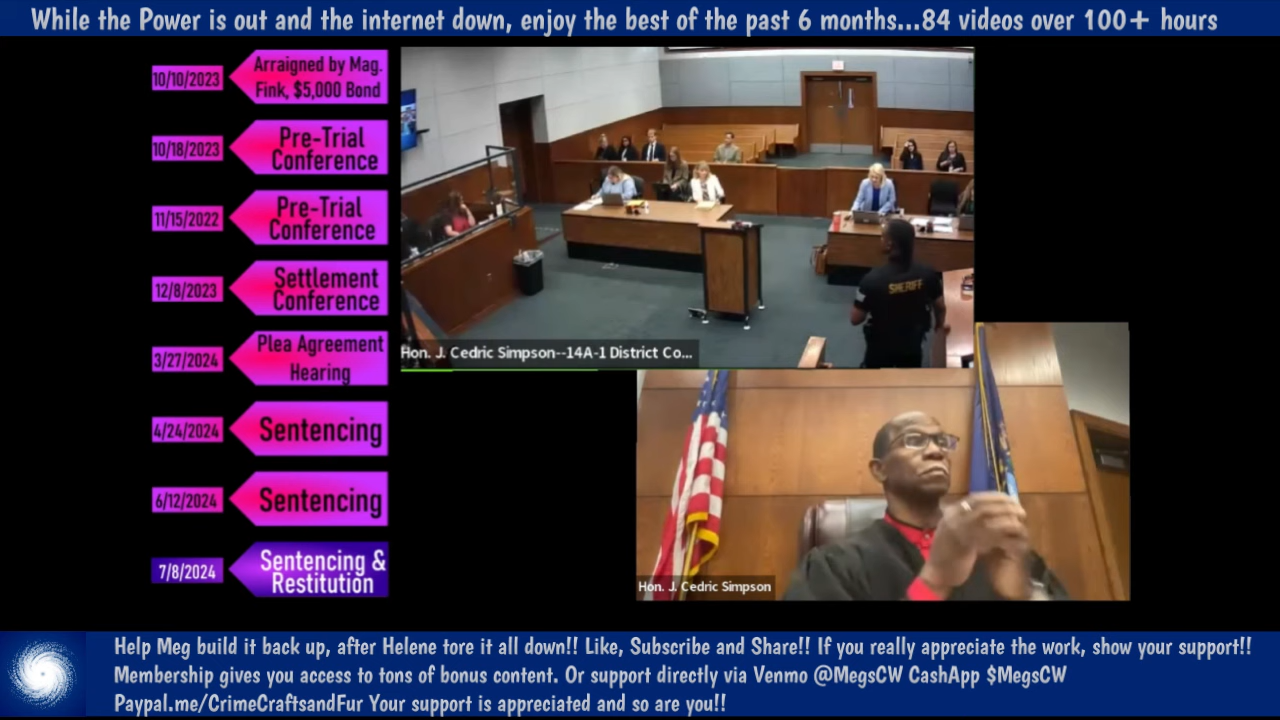 While the Power is out and the internet down, enjoy the best of the past 6 months...84 videos over 100+ hours
10/10/2023
Arraigned by Mag.
Fink, $5,000 Bond
10/18/2023
Pre-Trial
Conference
11/15/2022
Pre-Trial
Conference
12/8/2023
Settlement
Conference
3/27/2024
Plea Agreement
Hearing
4/24/2024
Sentencing
6/12/2024
Sentencing
7/8/2024
Sentencing &
Restitution
SHERIFF
Hon. J. Cedric Simpson--14A-1 District Co...
Hon. J. Cedric Simpson
Help Meg build it back up, after Helene tore it all down!! Like, Subscribe and Share!! If you really appreciate the work, show your support!!
Membership gives you access to tons of bonus content. Or support directly via Venmo @MegsCW CashApp $MegsCW
Paypal.me/CrimeCraftsandFur Your support is appreciated and so are you!!